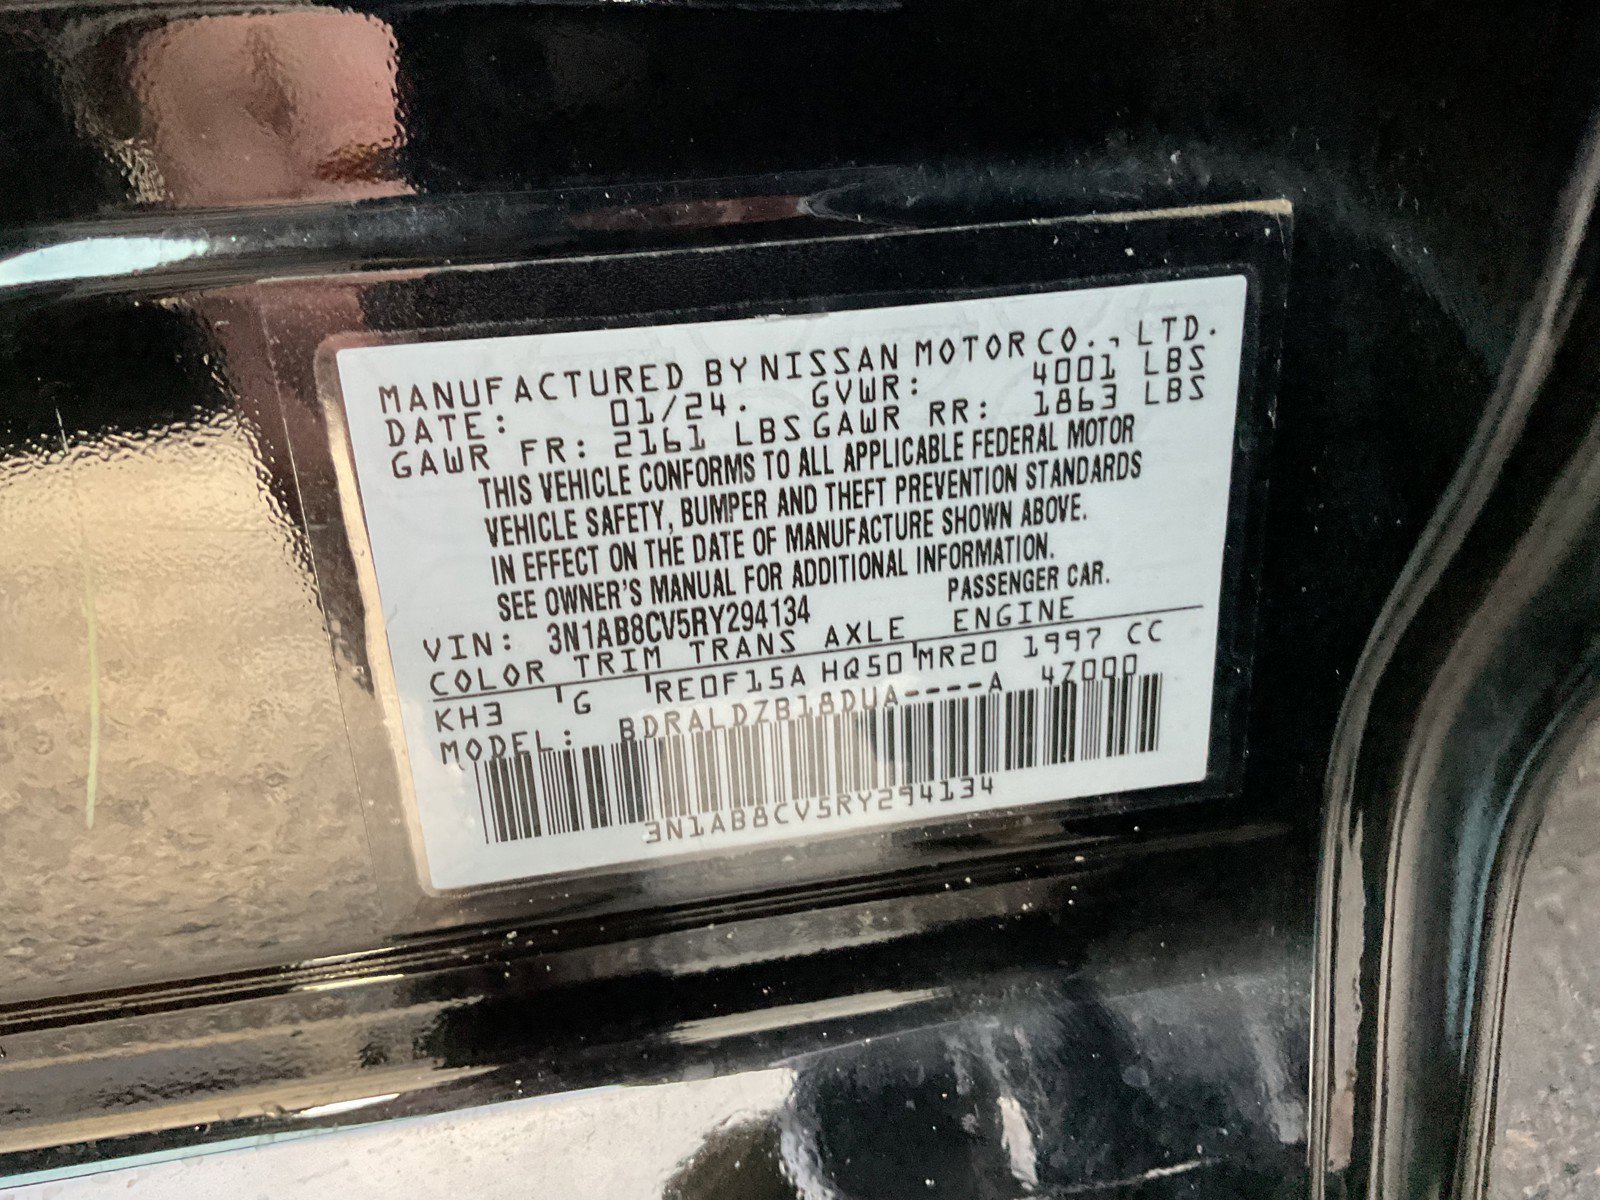 MANUFACTURED BY NISSAN MOTOR CO., LTD.
DATE: 01/24. GVWR: 4001 LBS
GAWR FR: 2161 LBS GAWR RR: 1863 LBS
THIS VEHICLE CONFORMS TO ALL APPLICABLE FEDERAL MOTOR
VEHICLE SAFETY, BUMPER AND THEFT PREVENTION STANDARDS
IN EFFECT ON THE DATE OF MANUFACTURE SHOWN ABOVE.
SEE OWNER'S MANUAL FOR ADDITIONAL INFORMATION.
VIN: 3N1AB8CV5RY294134 PASSENGER CAR.
COLOR TRIM TRANS AXLE ENGINE
KH3 G RE0F15A HQ50 MR20 1997 CC
MODEL: BDRALDZB18DUA----A 4Z000
3N1AB8CV5RY294134